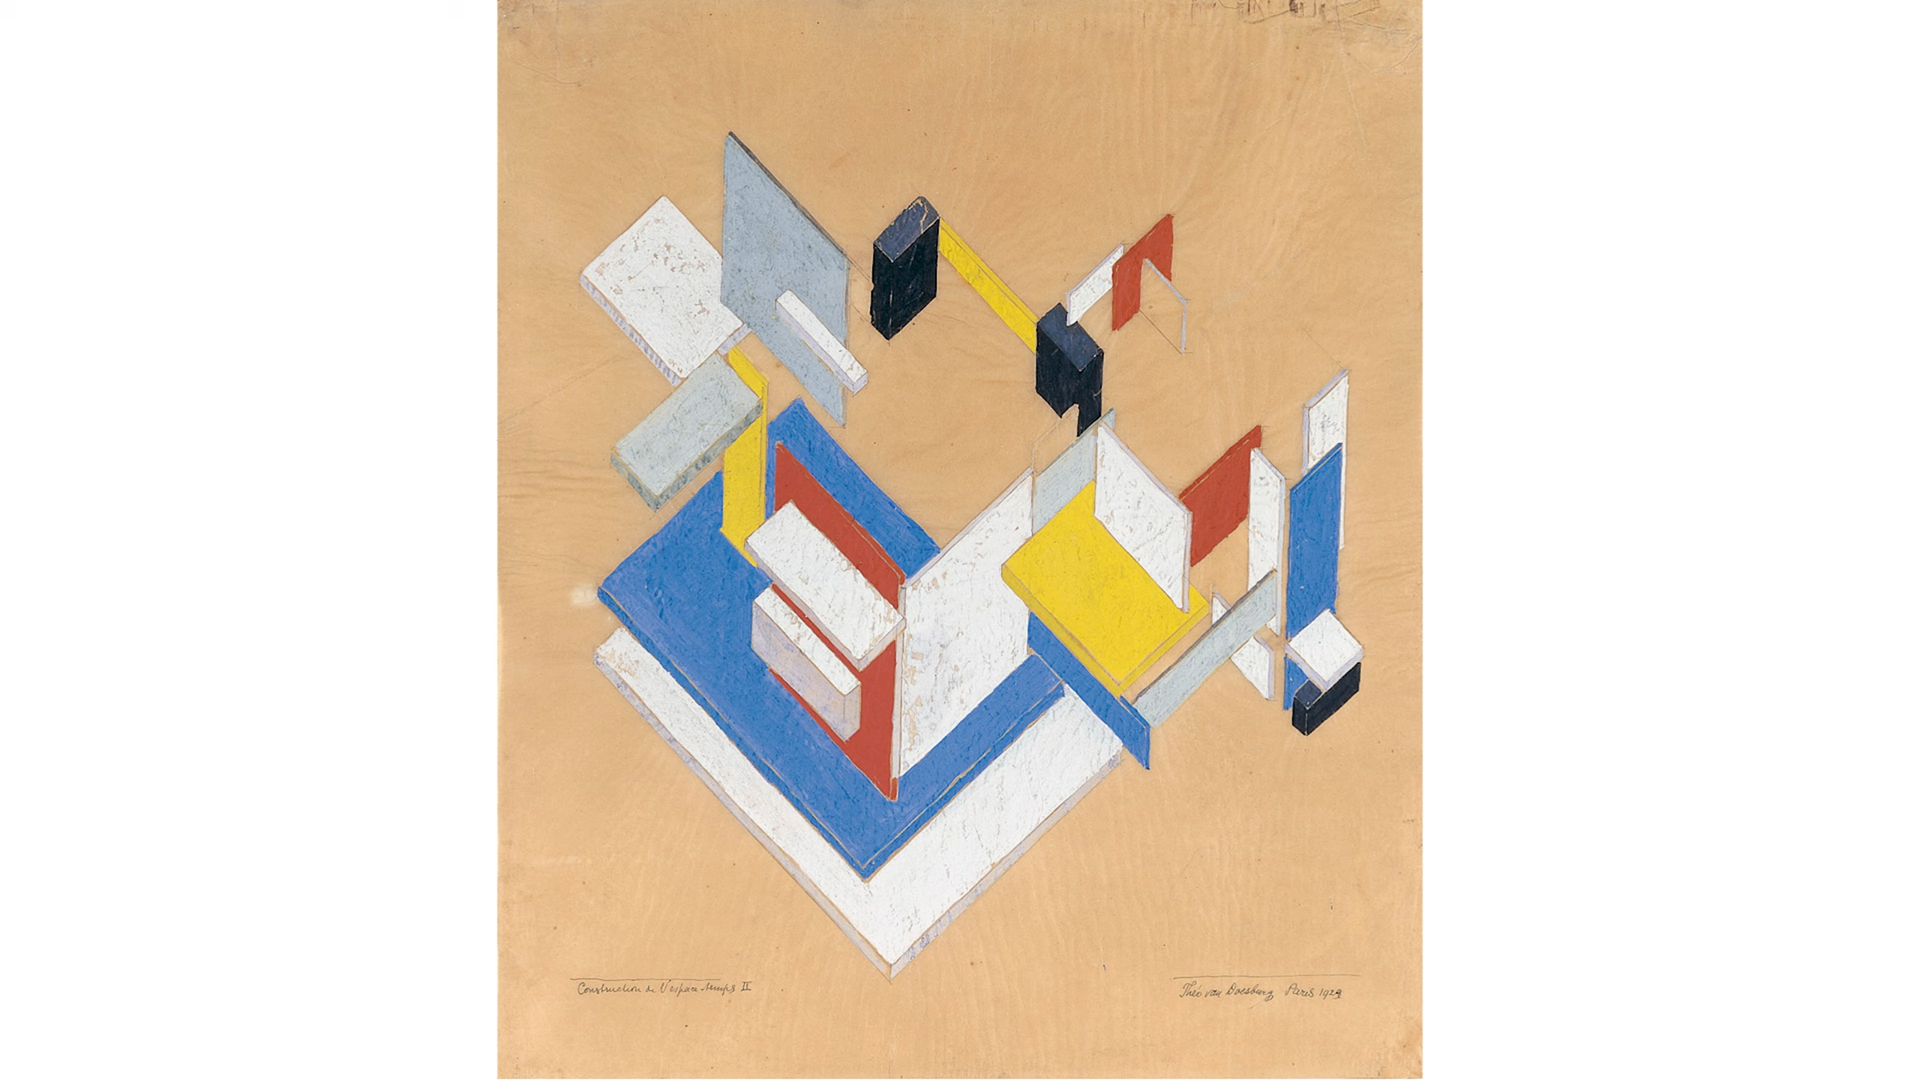 Construction de l'espace-temps II
Théo van Doesburg Paris 1924